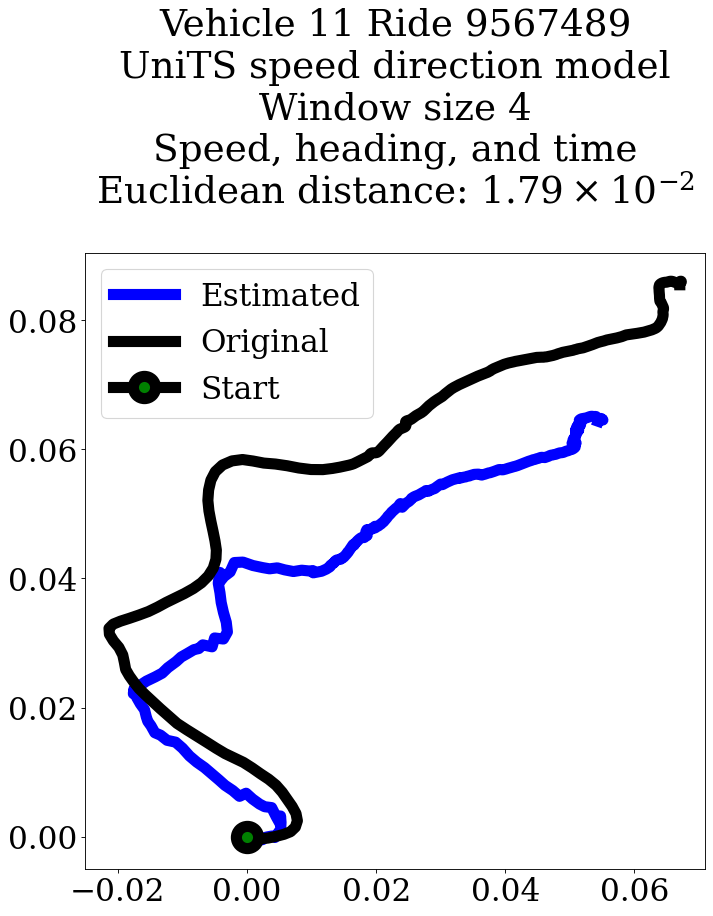 Vehicle 11 Ride 9567489
UniTS speed direction model
Window size 4
Speed, heading, and time
Euclidean distance: 1.79 × 10⁻²
Estimated
Original
Start
0.08
0.06
0.04
0.02
0.00
−0.02 0.00 0.02 0.04 0.06